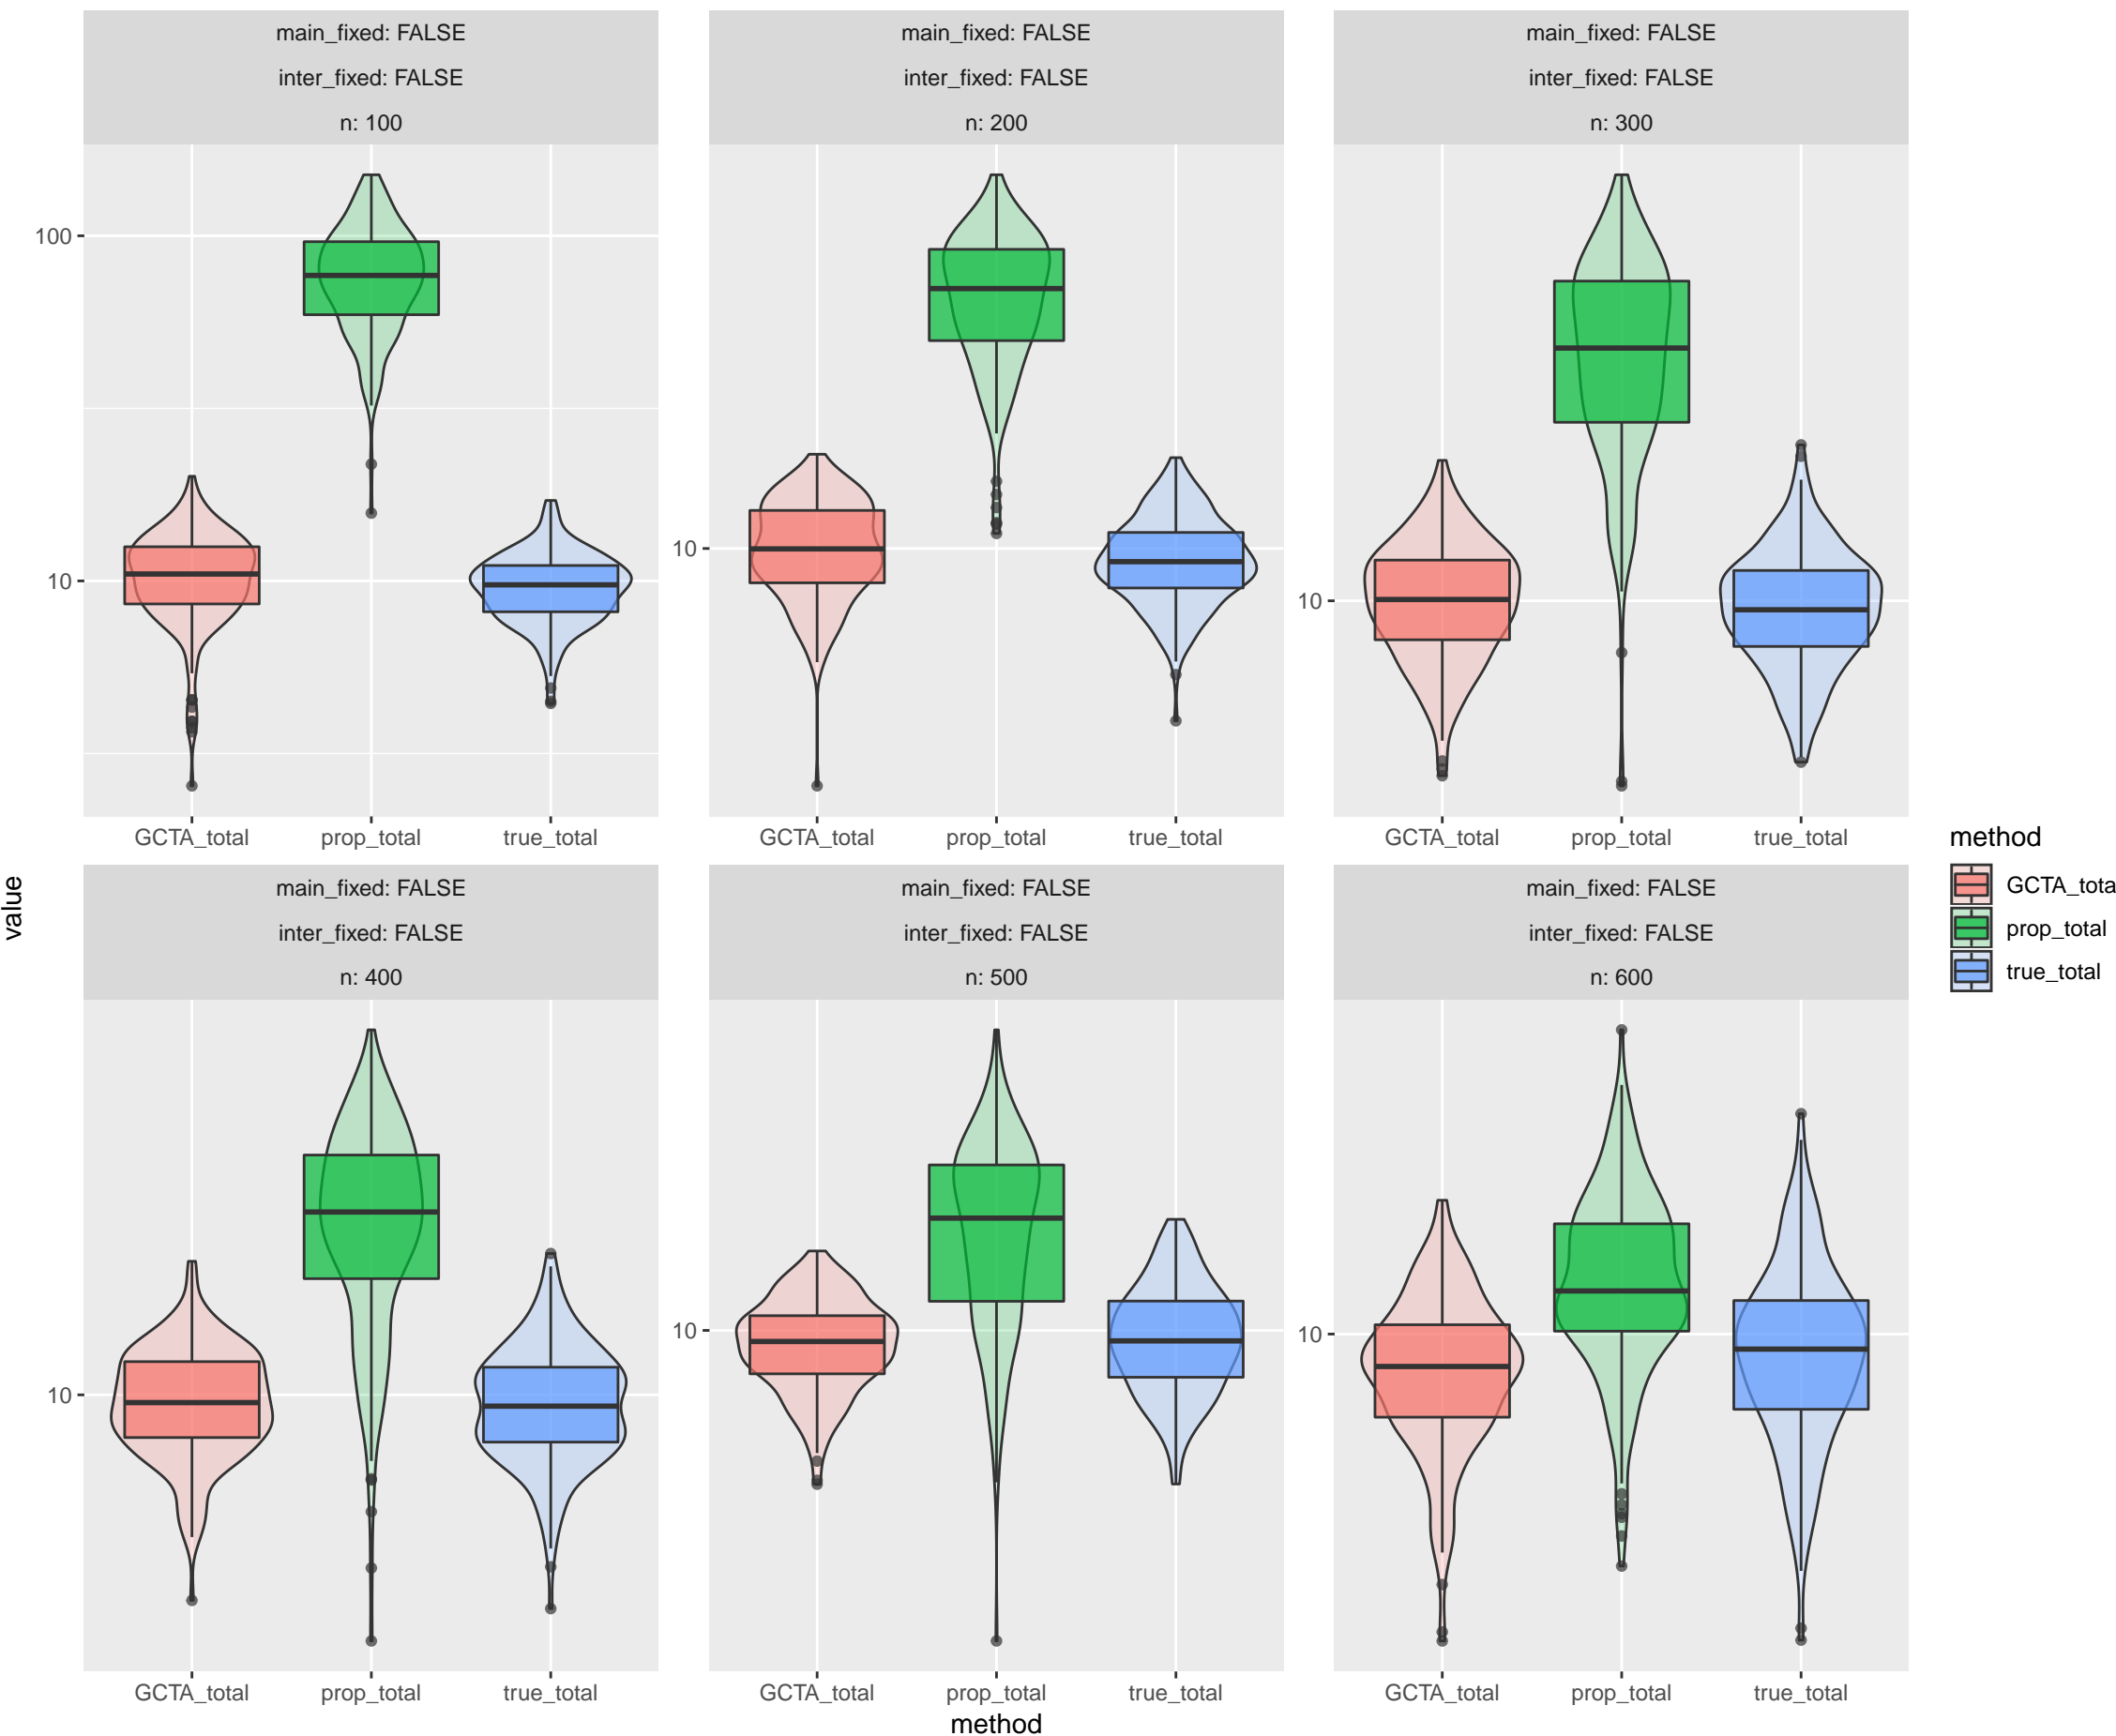 main_fixed: FALSE
inter_fixed: FALSE
n: 100
main_fixed: FALSE
inter_fixed: FALSE
n: 200
main_fixed: FALSE
inter_fixed: FALSE
n: 300
100
10
10
10
GCTA_total prop_total true_total
GCTA_total prop_total true_total
GCTA_total prop_total true_total
value
main_fixed: FALSE
inter_fixed: FALSE
n: 400
main_fixed: FALSE
inter_fixed: FALSE
n: 500
main_fixed: FALSE
inter_fixed: FALSE
n: 600
10
10
10
GCTA_total prop_total true_total
GCTA_total prop_total true_total
GCTA_total prop_total true_total
method
method
GCTA_tota
prop_total
true_total